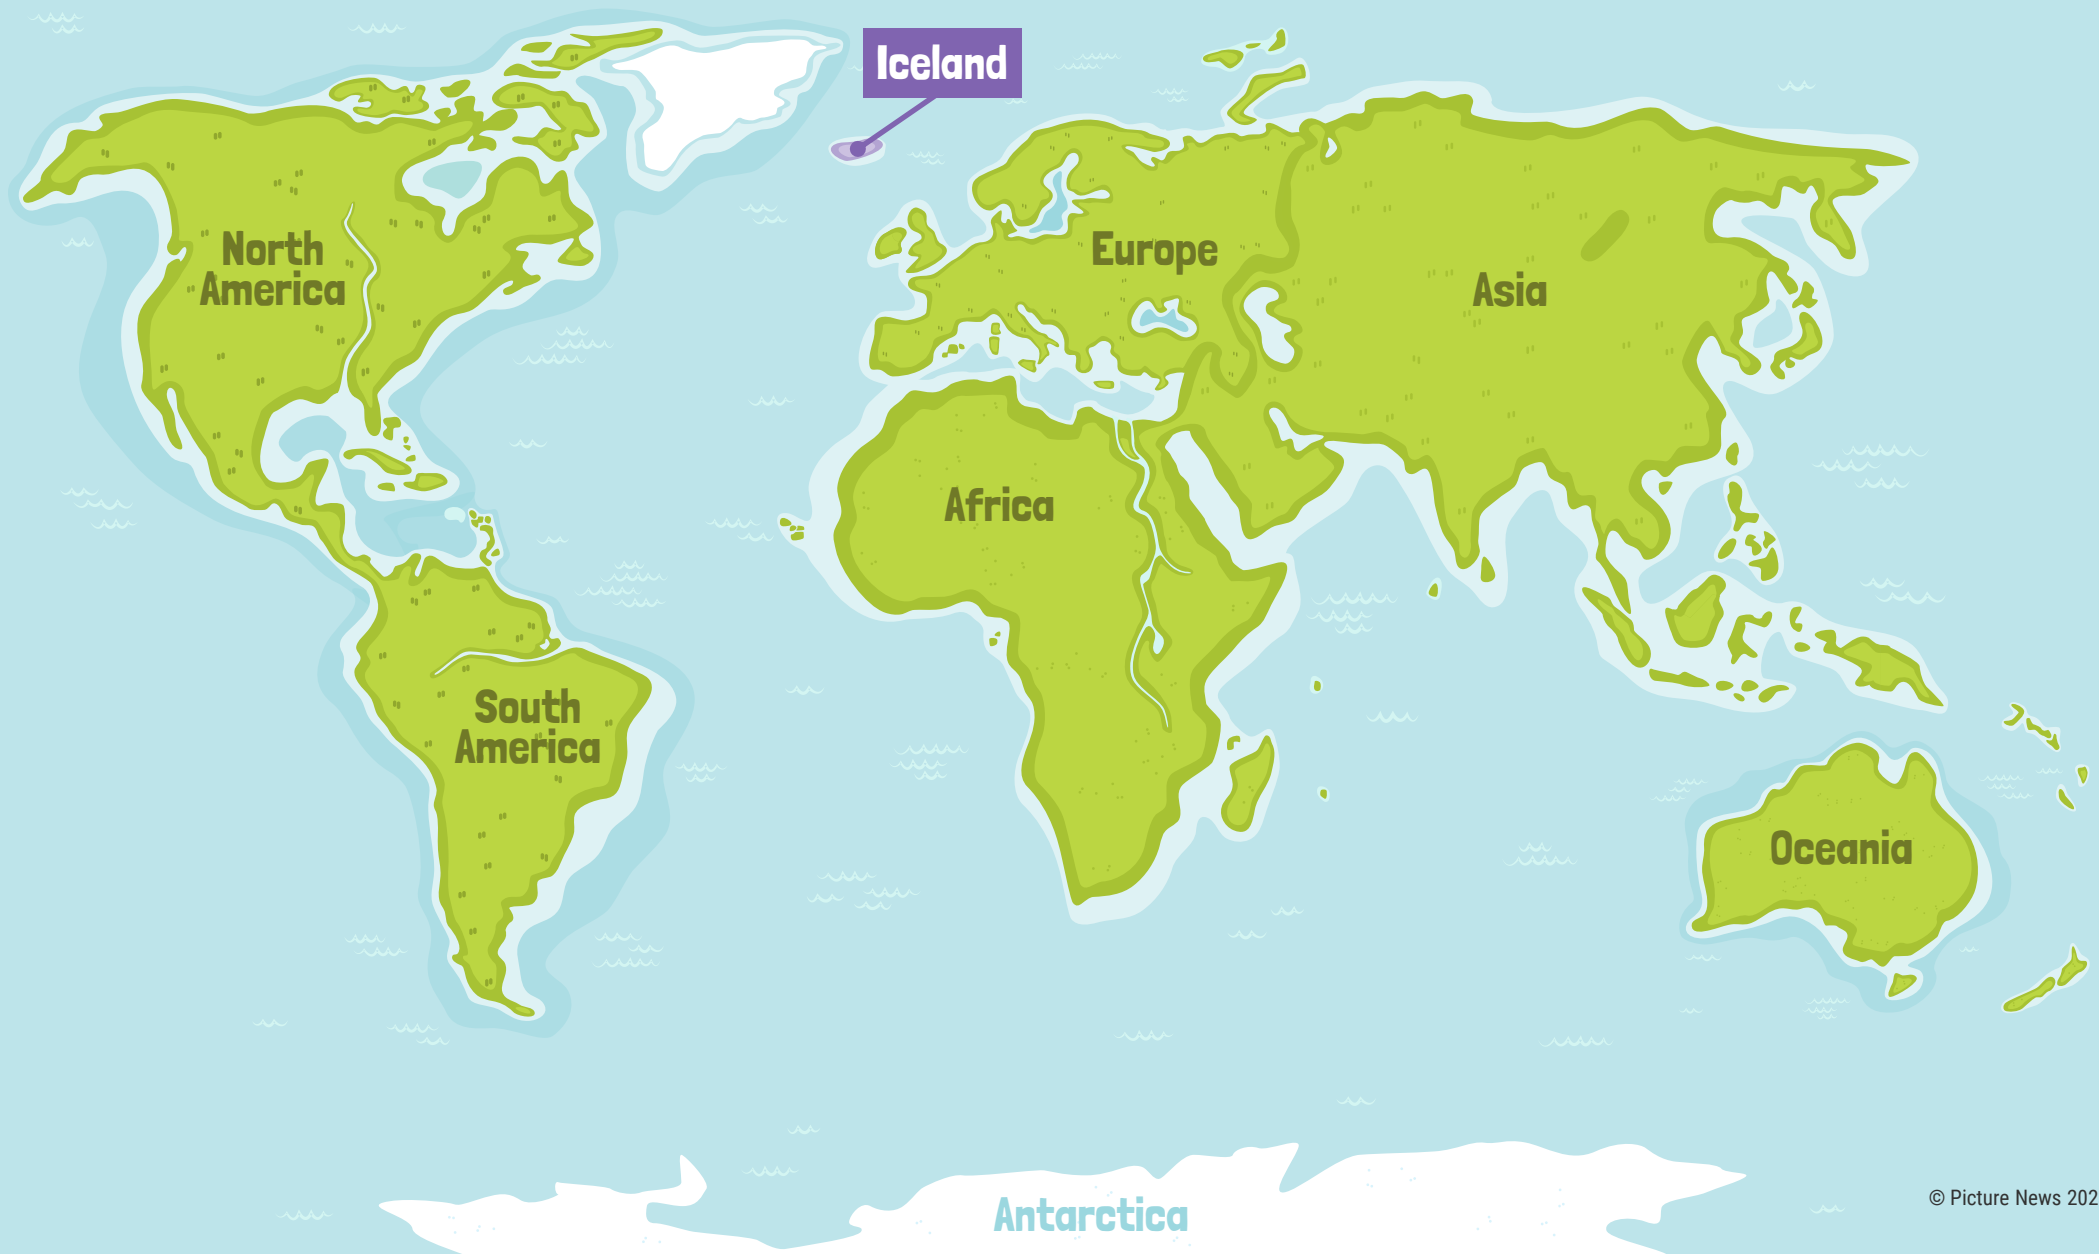 Iceland
North
America
Europe
Asia
Africa
South
America
Oceania
Antarctica
© Picture News 202